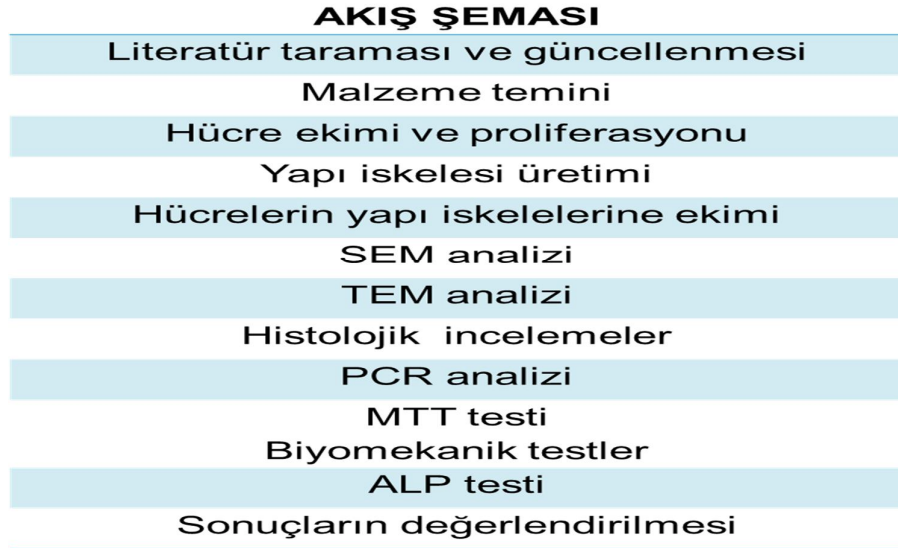 AKIŞ ŞEMASI
Literatür taraması ve güncellenmesi
Malzeme temini
Hücre ekimi ve proliferasyonu
Yapı iskelesi üretimi
Hücrelerin yapı iskelelerine ekimi
SEM analizi
TEM analizi
Histolojik incelemeler
PCR analizi
MTT testi
Biyomekanik testler
ALP testi
Sonuçların değerlendirilmesi